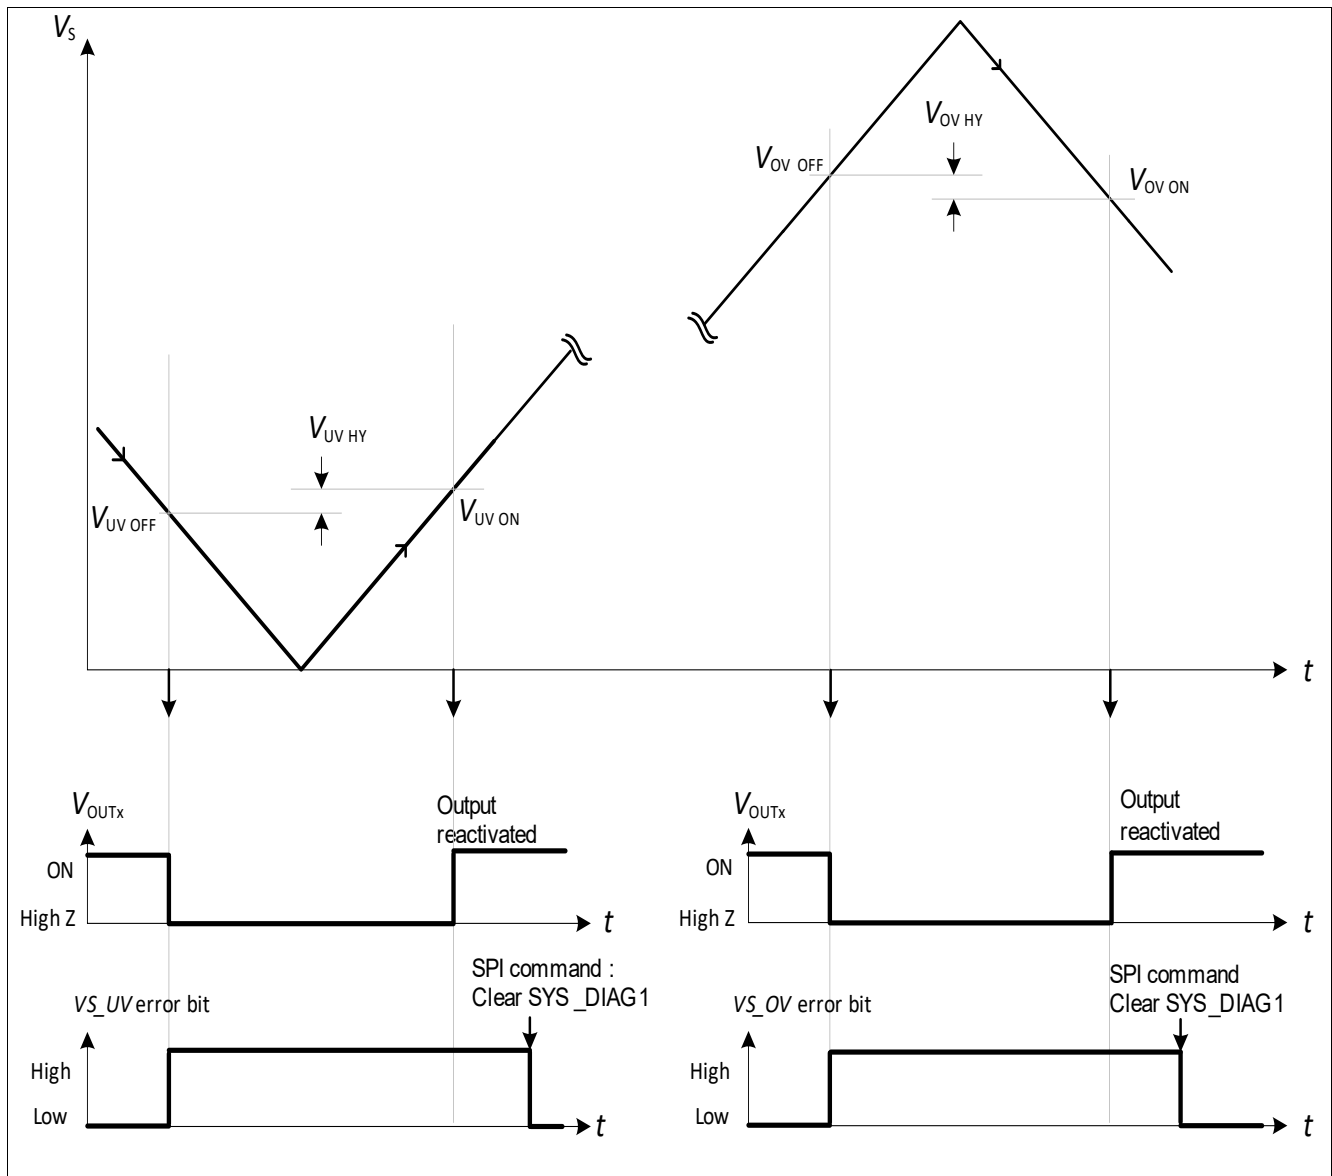 VS
VOV HY
VOV OFF
VOV ON
VUV HY
VUV OFF
VUV ON
t
VOUTx
Output
reactivated
ON
High Z
t
SPI command :
Clear SYS_DIAG1
VS_UV error bit
High
Low
t
VOUTx
Output
reactivated
ON
High Z
t
SPI command
Clear SYS_DIAG1
VS_OV error bit
High
Low
t